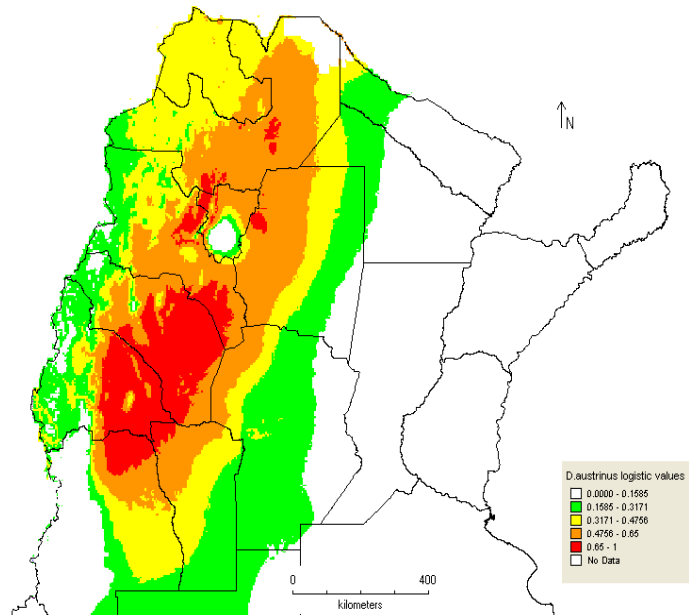 N
D.austrinus logistic values
0.0000 - 0.1585
0.1585 - 0.3171
0.3171 - 0.4756
0.4756 - 0.65
0.65 - 1
No Data
0 400
kilometers